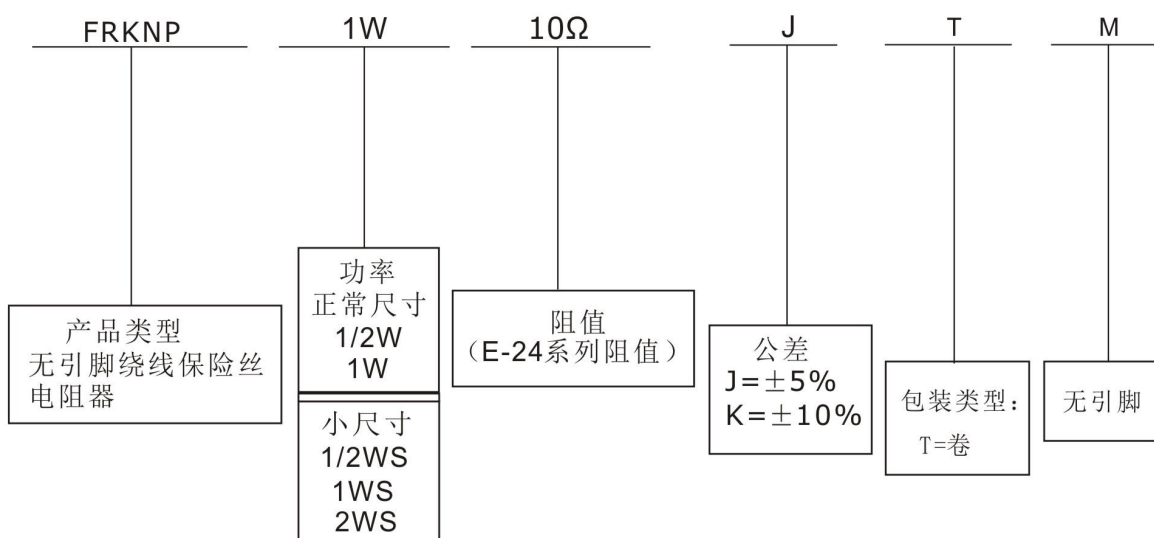 FRKNP 1W 10Ω J T M
产品类型
无引脚绕线保险丝
电阻器
功率
正常尺寸
1/2W
1W
小尺寸
1/2WS
1WS
2WS
阻值
（E-24系列阻值）
公差
J=±5%
K=±10%
包装类型：
T=卷
无引脚